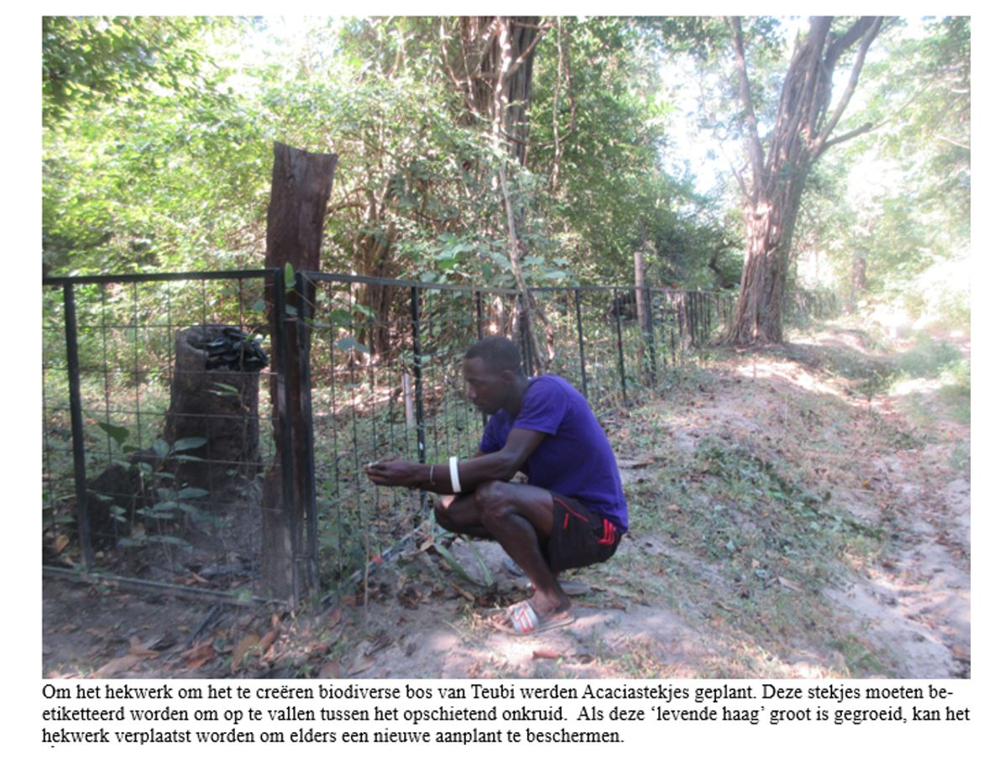 Om het hekwerk om het te creëren biodiverse bos van Teubi werden Acaciastekjes geplant. Deze stekjes moeten be-
etiketteerd worden om op te vallen tussen het opschietend onkruid.  Als deze ‘levende haag’ groot is gegroeid, kan het
hekwerk verplaatst worden om elders een nieuwe aanplant te beschermen.